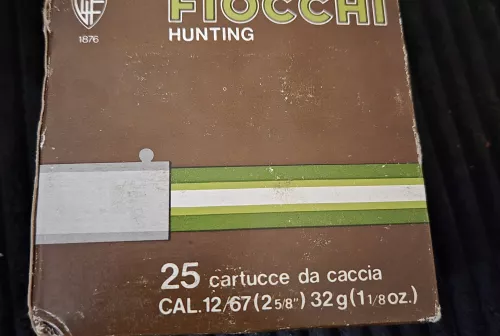 FIOCCHI
1876
HUNTING
25 cartucce da caccia
CAL. 12/67 (2 5/8") 32 g (1 1/8 oz.)